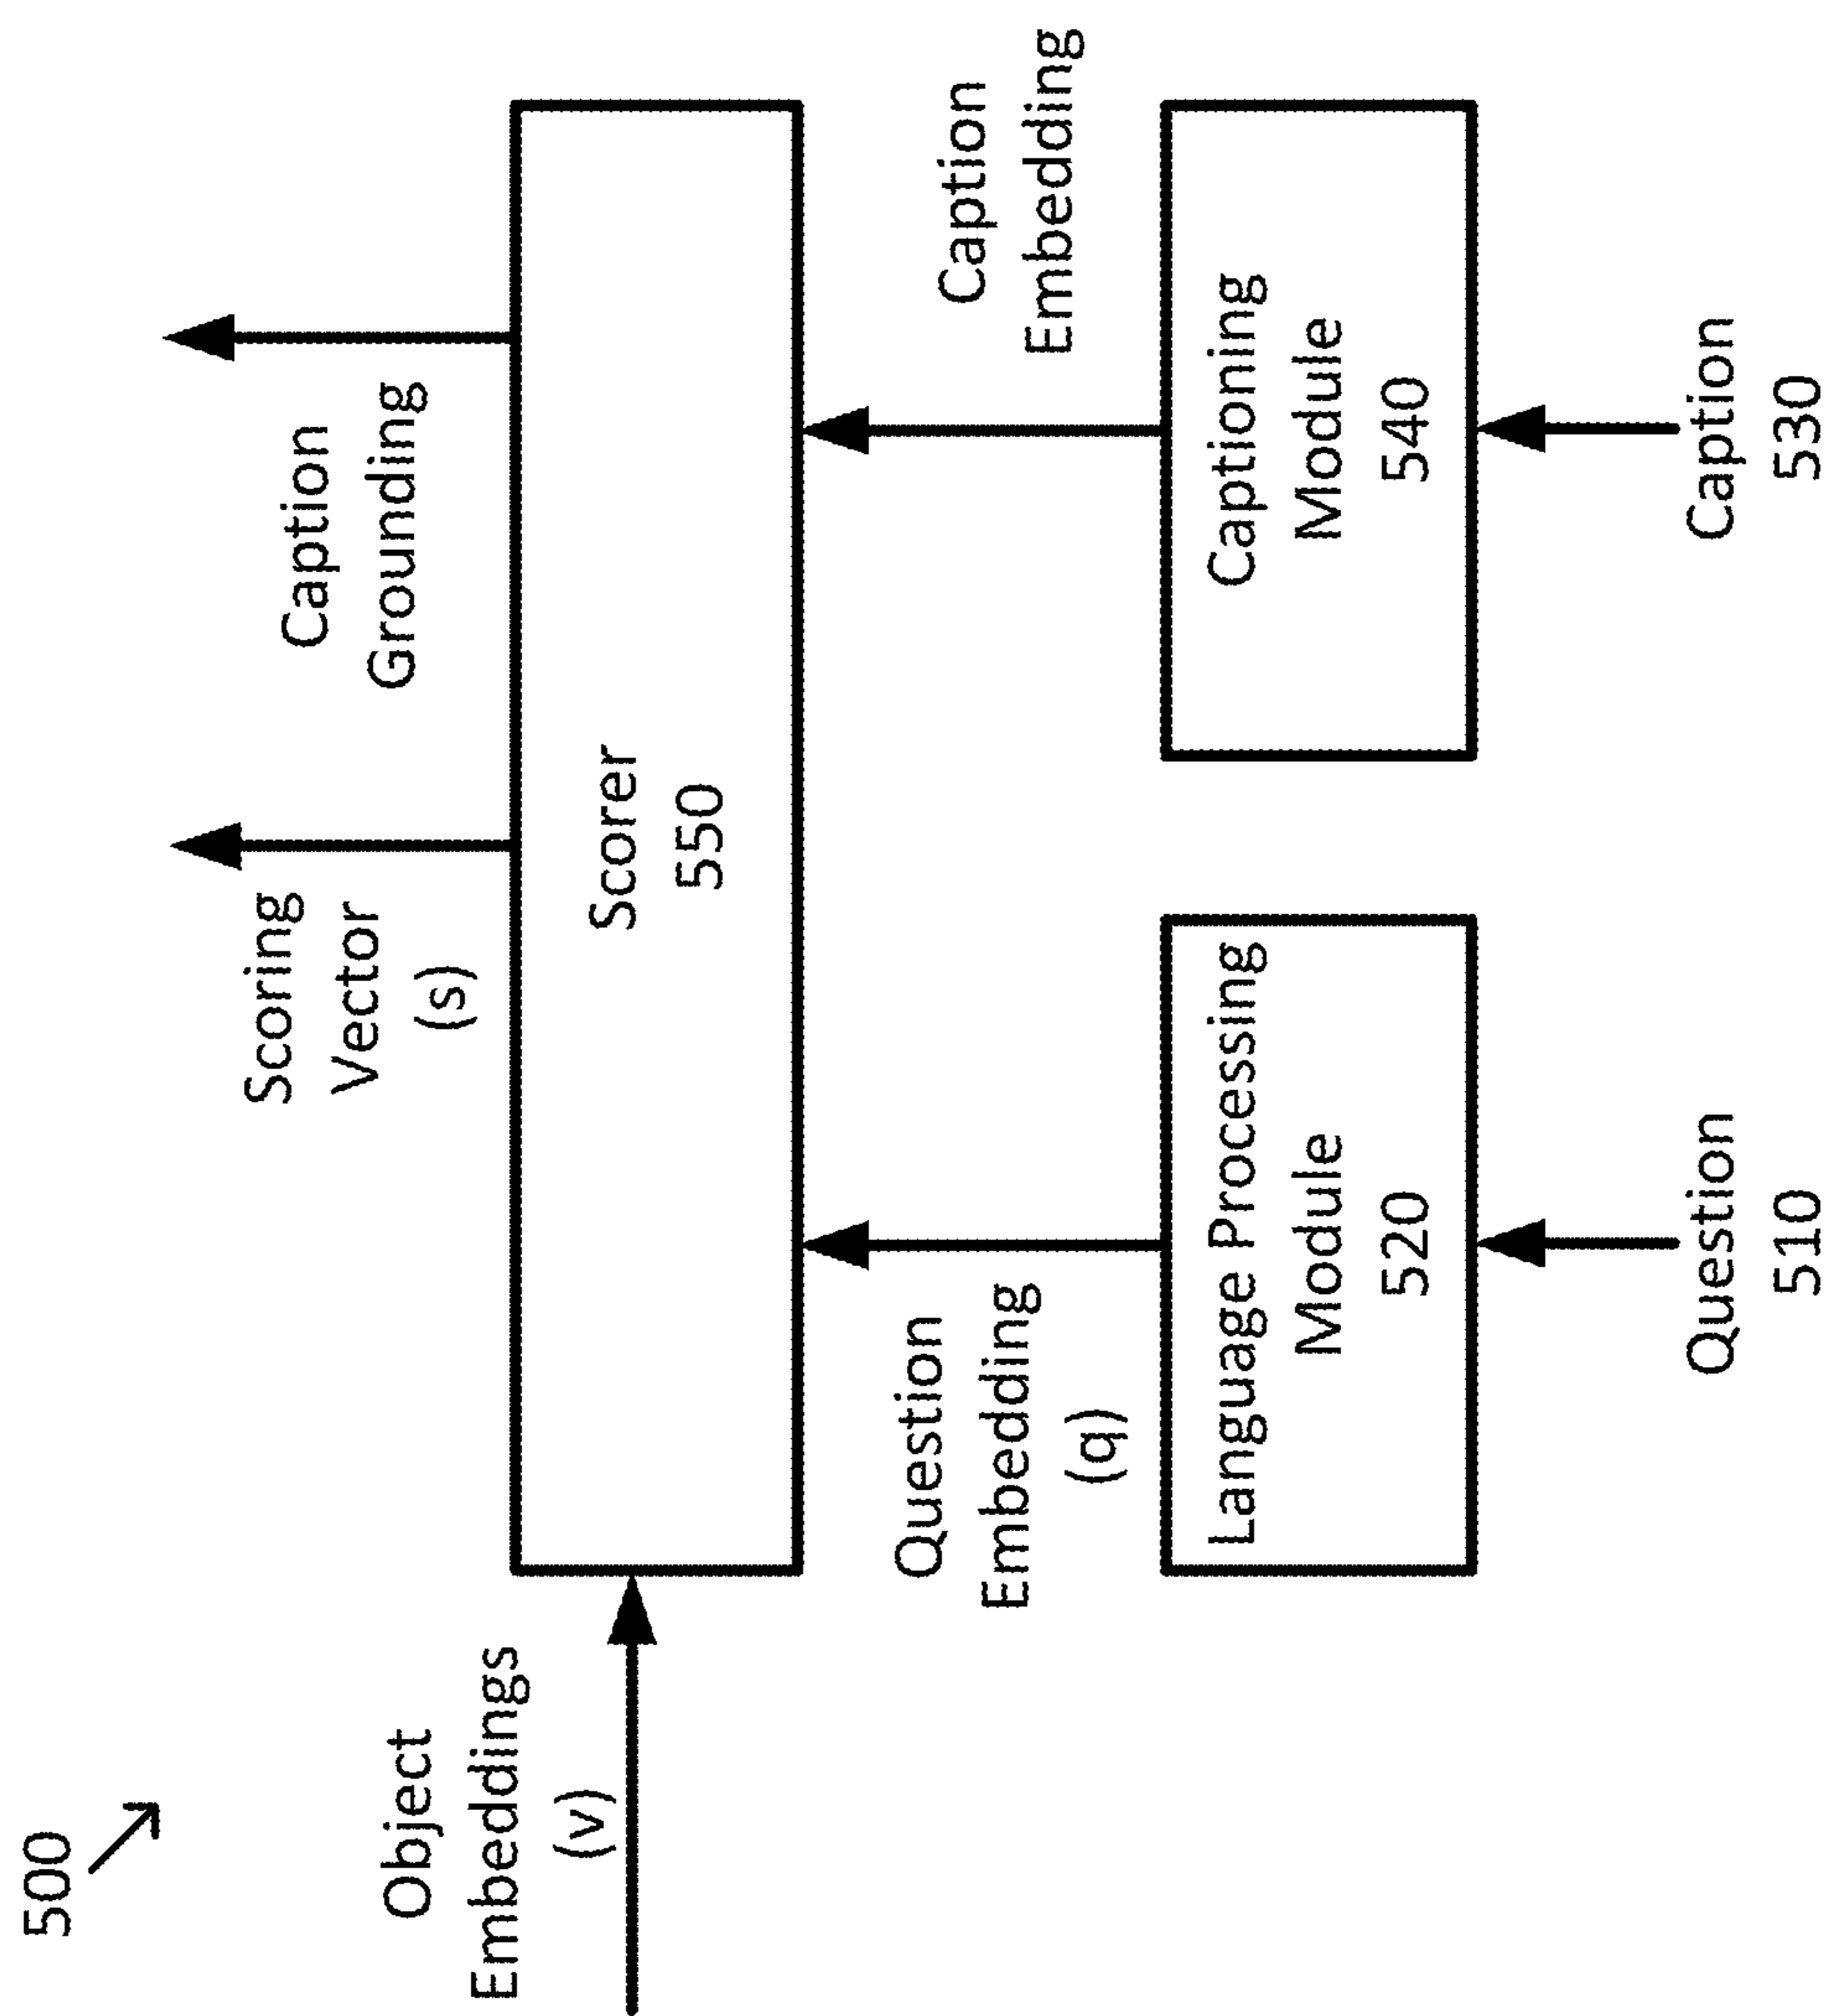 500
Object
Embeddings
(v)
Scoring
Vector
(s)
Caption
Grounding
Scorer
550
Question
Embedding
(q)
Caption
Embedding
Language Processing
Module
520
Captioning
Module
540
Question
510
Caption
530